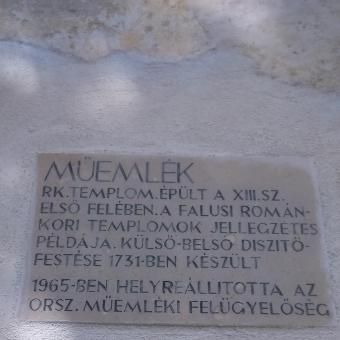 MŰEMLÉK
RK. TEMPLOM. ÉPÜLT A XIII. SZ.
ELSŐ FELÉBEN. A FALUSI ROMÁN-
KORI TEMPLOMOK JELLEGZETES
PÉLDÁJA. KÜLSŐ-BELSŐ DISZITŐ-
FESTÉSE 1731-BEN KÉSZÜLT
1965-BEN HELYREÁLLITOTTA AZ
ORSZ. MŰEMLÉKI FELÜGYELŐSÉG